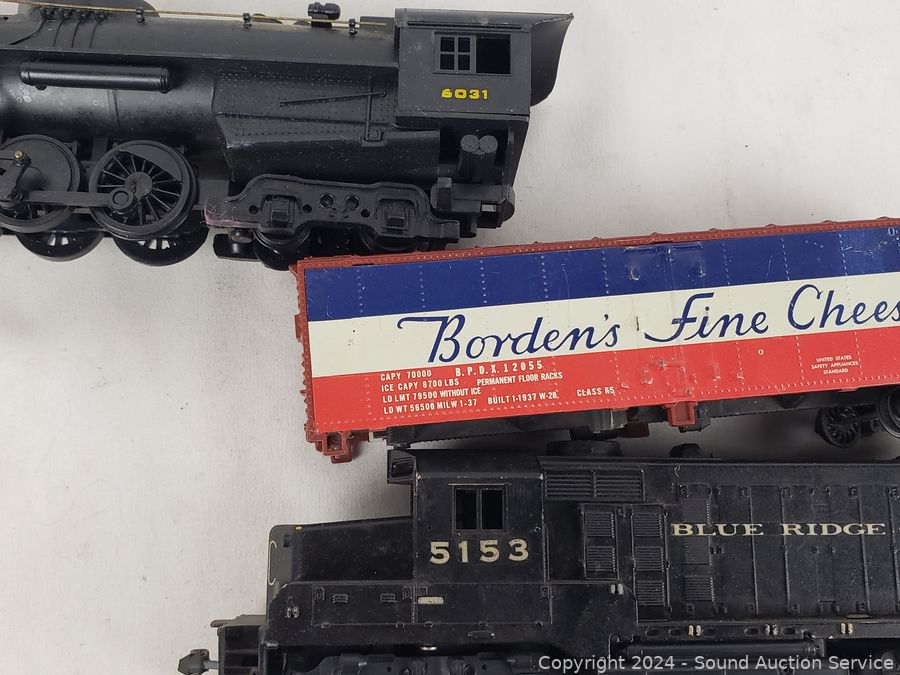 6031
Borden's Fine Chees
CAPY 70000 B.P.D.X. 12055
ICE CAPY 8700 LBS PERMANENT FLOOR RACKS
LD LMT 79500 WITHOUT ICE
LD WT 56500 MILW 1-37 BUILT 1-1937 W-28. CLASS R5
UNITED STATES
SAFETY APPLIANCES
STANDARD
5153
BLUE RIDGE
Copyright 2024 - Sound Auction Service